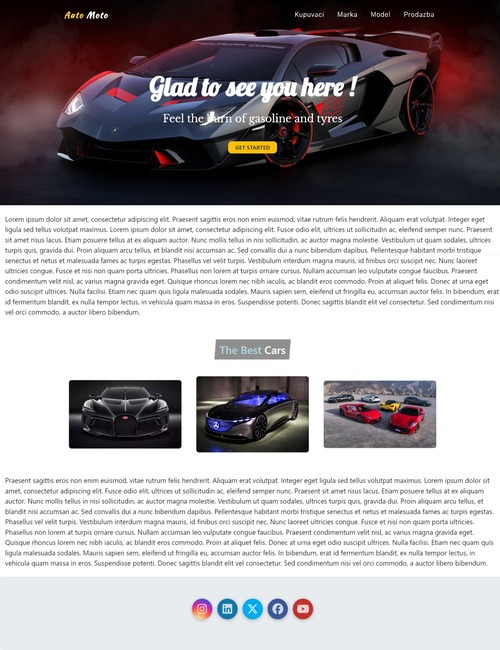 Auto Moto
Kupuvaci Marka Model Prodazba
Glad to see you here !
Feel the burn of gasoline and tyres
GET STARTED
Lorem ipsum dolor sit amet, consectetur adipiscing elit. Praesent sagittis eros non enim euismod, vitae rutrum felis hendrerit. Aliquam erat volutpat. Integer eget
ligula sed tellus volutpat maximus. Lorem ipsum dolor sit amet, consectetur adipiscing elit. Fusce odio elit, ultrices ut sollicitudin ac, eleifend semper nunc. Praesent
sit amet risus lacus. Etiam posuere tellus at ex aliquam auctor. Nunc mollis tellus in nisi sollicitudin, ac auctor magna molestie. Vestibulum ut quam sodales, ultrices
turpis quis, gravida dui. Proin aliquam arcu tellus, et blandit nisi accumsan ut. Sed convallis dui a nunc bibendum dapibus. Pellentesque habitant morbi tristique
senectus et netus et malesuada fames ac turpis egestas. Phasellus vel velit turpis. Vestibulum interdum magna mauris, id finibus orci suscipit nec. Nunc laoreet
ultricies congue. Fusce et nisi non quam porta ultricies. Phasellus non lorem at turpis ornare cursus. Nullam accumsan leo vulputate congue faucibus. Praesent
condimentum velit nisl, ac varius magna gravida eget. Quisque rhoncus lorem nec nibh iaculis, ac blandit eros commodo. Proin at aliquet felis. Donec at urna eget
odio suscipit ultrices. Nulla facilisi. Etiam nec quam quis ligula malesuada sodales. Mauris sapien sem, eleifend ut fringilla eu, accumsan auctor felis. In bibendum, erat
id fermentum blandit, ex nulla tempor lectus, in vehicula quam massa in eros. Suspendisse potenti. Donec sagittis blandit elit vel consectetur. Sed condimentum nisi
vel orci commodo, a auctor libero bibendum.
The Best Cars
Praesent sagittis eros non enim euismod, vitae rutrum felis hendrerit. Aliquam erat volutpat. Integer eget ligula sed tellus volutpat maximus. Lorem ipsum dolor sit
amet, consectetur adipiscing elit. Fusce odio elit, ultrices ut sollicitudin ac, eleifend semper nunc. Praesent sit amet risus lacus. Etiam posuere tellus at ex aliquam
auctor. Nunc mollis tellus in nisi sollicitudin, ac auctor magna molestie. Vestibulum ut quam sodales, ultrices turpis quis, gravida dui. Proin aliquam arcu tellus, et
blandit nisi accumsan ut. Sed convallis dui a nunc bibendum dapibus. Pellentesque habitant morbi tristique senectus et netus et malesuada fames ac turpis egestas.
Phasellus vel velit turpis. Vestibulum interdum magna mauris, id finibus orci suscipit nec. Nunc laoreet ultricies congue. Fusce et nisi non quam porta ultricies.
Phasellus non lorem at turpis ornare cursus. Nullam accumsan leo vulputate congue faucibus. Praesent condimentum velit nisl, ac varius magna gravida eget.
Quisque rhoncus lorem nec nibh iaculis, ac blandit eros commodo. Proin at aliquet felis. Donec at urna eget odio suscipit ultrices. Nulla facilisi. Etiam nec quam quis
ligula malesuada sodales. Mauris sapien sem, eleifend ut fringilla eu, accumsan auctor felis. In bibendum, erat id fermentum blandit, ex nulla tempor lectus, in
vehicula quam massa in eros. Suspendisse potenti. Donec sagittis blandit elit vel consectetur. Sed condimentum nisi vel orci commodo, a auctor libero bibendum.